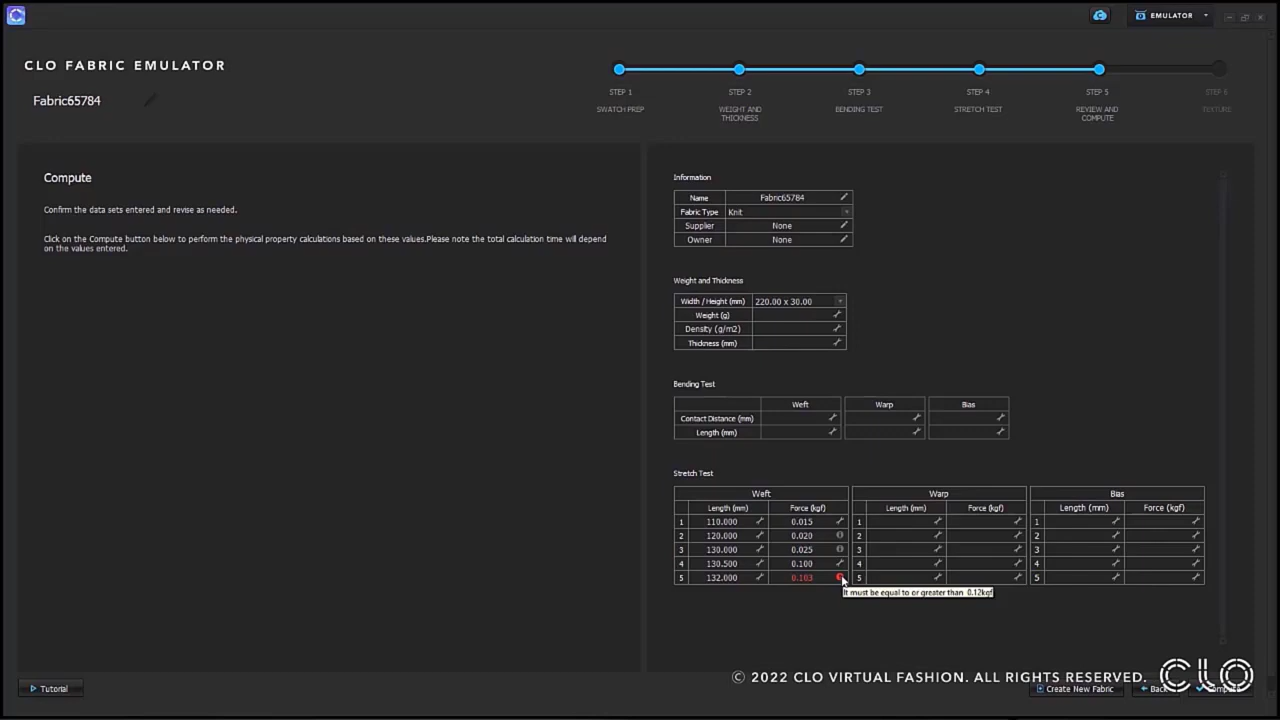 EMULATOR
CLO FABRIC EMULATOR
Fabric65784
STEP 1 STEP 2 STEP 3 STEP 4 STEP 5 STEP 6
SWATCH PREP WEIGHT AND THICKNESS BENDING TEST STRETCH TEST REVIEW AND COMPUTE TEXTURE
Compute
Confirm the data sets entered and revise as needed.
Click on the Compute button below to perform the physical property calculations based on these values.Please note the total calculation time will depend
on the values entered.
Information
Name Fabric65784
Fabric Type Knit
Supplier None
Owner None
Weight and Thickness
Width / Height (mm) 220.00 x 30.00
Weight (g)
Density (g/m2)
Thickness (mm)
Bending Test
Weft Warp Bias
Contact Distance (mm)
Length (mm)
Stretch Test
Weft Warp Bias
Length (mm) Force (kgf) Length (mm) Force (kgf) Length (mm) Force (kgf)
1 110.000 0.015 1 1
2 120.000 0.020 2 2
3 130.000 0.025 3 3
4 130.500 0.100 4 4
5 132.000 0.103 5 5
It must be equal to or greater than 0.12kgf
Tutorial
© 2022 CLO VIRTUAL FASHION. ALL RIGHTS RESERVED. CLO
Create New Fabric Back Compute